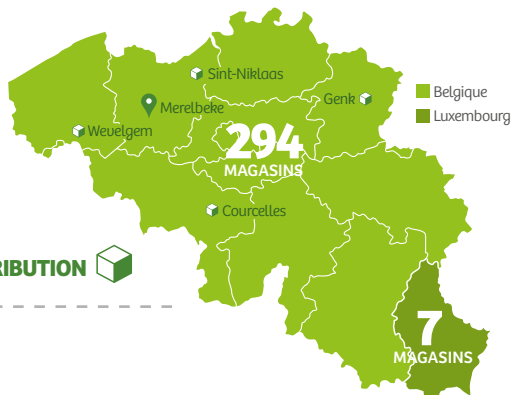 Sint-Niklaas
Genk
Belgique
Merelbeke
Luxembourg
Wevelgem
294
MAGASINS
Courcelles
RIBUTION
7
MAGASINS